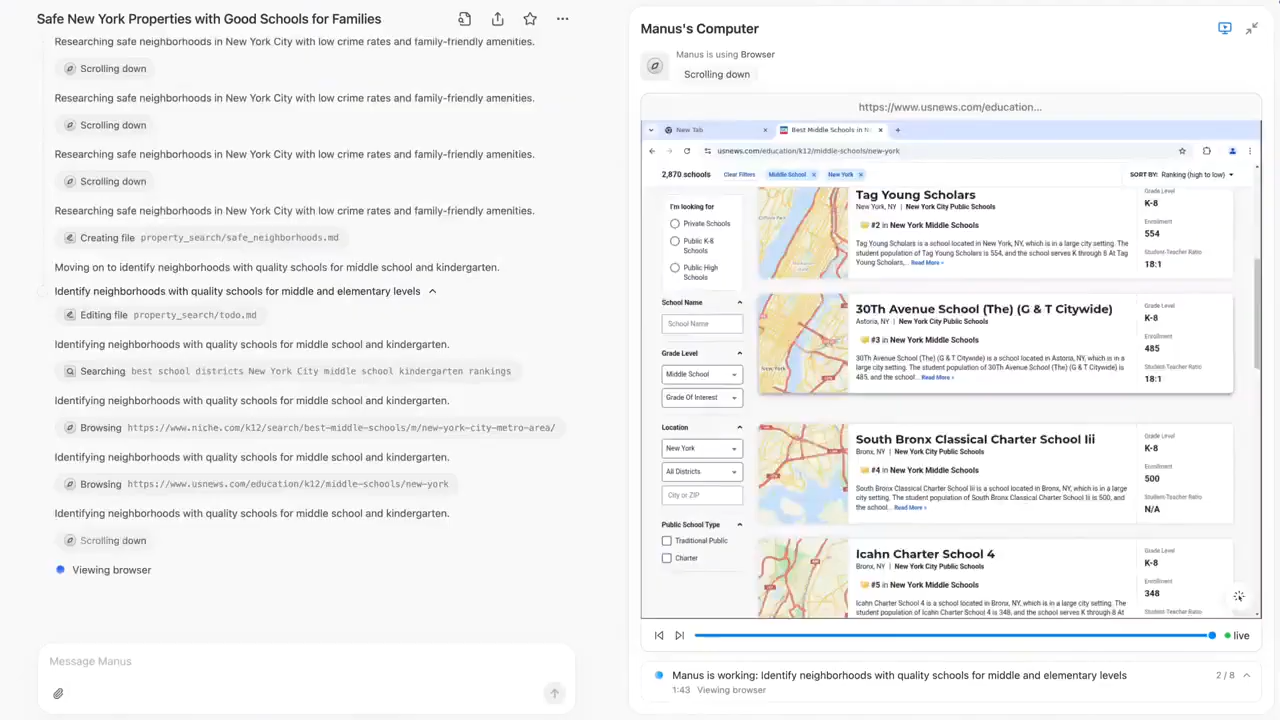 Safe New York Properties with Good Schools for Families
Researching safe neighborhoods in New York City with low crime rates and family-friendly amenities.
Scrolling down
Researching safe neighborhoods in New York City with low crime rates and family-friendly amenities.
Scrolling down
Researching safe neighborhoods in New York City with low crime rates and family-friendly amenities.
Scrolling down
Researching safe neighborhoods in New York City with low crime rates and family-friendly amenities.
Creating file property_search/safe_neighborhoods.md
Moving on to identify neighborhoods with quality schools for middle school and kindergarten.
Identify neighborhoods with quality schools for middle and elementary levels
Editing file property_search/todo.md
Identifying neighborhoods with quality schools for middle school and kindergarten.
Searching best school districts New York City middle school kindergarten rankings
Identifying neighborhoods with quality schools for middle school and kindergarten.
Browsing https://www.niche.com/k12/search/best-middle-schools/m/new-york-city-metro-area/
Identifying neighborhoods with quality schools for middle school and kindergarten.
Browsing https://www.usnews.com/education/k12/middle-schools/new-york
Identifying neighborhoods with quality schools for middle school and kindergarten.
Scrolling down
Viewing browser
Message Manus
Manus's Computer
Manus is using Browser
Scrolling down
https://www.usnews.com/education...
New Tab
Best Middle Schools in N
usnews.com/education/k12/middle-schools/new-york
2,870 schools Clear Filters Middle School New York SORT BY: Ranking (high to low)
I'm looking for
Private Schools
Public K-8
Schools
Public High
Schools
School Name
School Name
Grade Level
Middle School
Grade Of Interest
Location
New York
All Districts
City or ZIP
Public School Type
Traditional Public
Charter
Tag Young Scholars
New York, NY | New York City Public Schools
#2 in New York Middle Schools
Tag Young Scholars is a school located in New York, NY, which is in a large city setting. The
student population of Tag Young Scholars is 554, and the school serves K through 8 At Tag
Young Scholars,... Read More »
Grade Level
K-8
Enrollment
554
Student-Teacher Ratio
18:1
30Th Avenue School (The) (G & T Citywide)
Astoria, NY | New York City Public Schools
#3 in New York Middle Schools
30Th Avenue School (The) (G & T Citywide) is a school located in Astoria, NY, which is in a
large city setting. The student population of 30Th Avenue School (The) (G & T Citywide) is
485, and the school... Read More »
Grade Level
K-8
Enrollment
485
Student-Teacher Ratio
18:1
New York
South Bronx Classical Charter School Iii
Bronx, NY | New York City Public Schools
#4 in New York Middle Schools
South Bronx Classical Charter School Iii is a school located in Bronx, NY, which is in a large
city setting. The student population of South Bronx Classical Charter School Iii is 500, and
the school... Read More »
Grade Level
K-8
Enrollment
500
Student-Teacher Ratio
N/A
Icahn Charter School 4
Bronx, NY | New York City Public Schools
#5 in New York Middle Schools
Icahn Charter School 4 is a school located in Bronx, NY, which is in a large city setting. The
student population of Icahn Charter School 4 is 348, and the school serves K through 8
Grade Level
K-8
Enrollment
348
Student-Teacher Ratio
live
Manus is working: Identify neighborhoods with quality schools for middle and elementary levels
2 / 8
1:43 Viewing browser